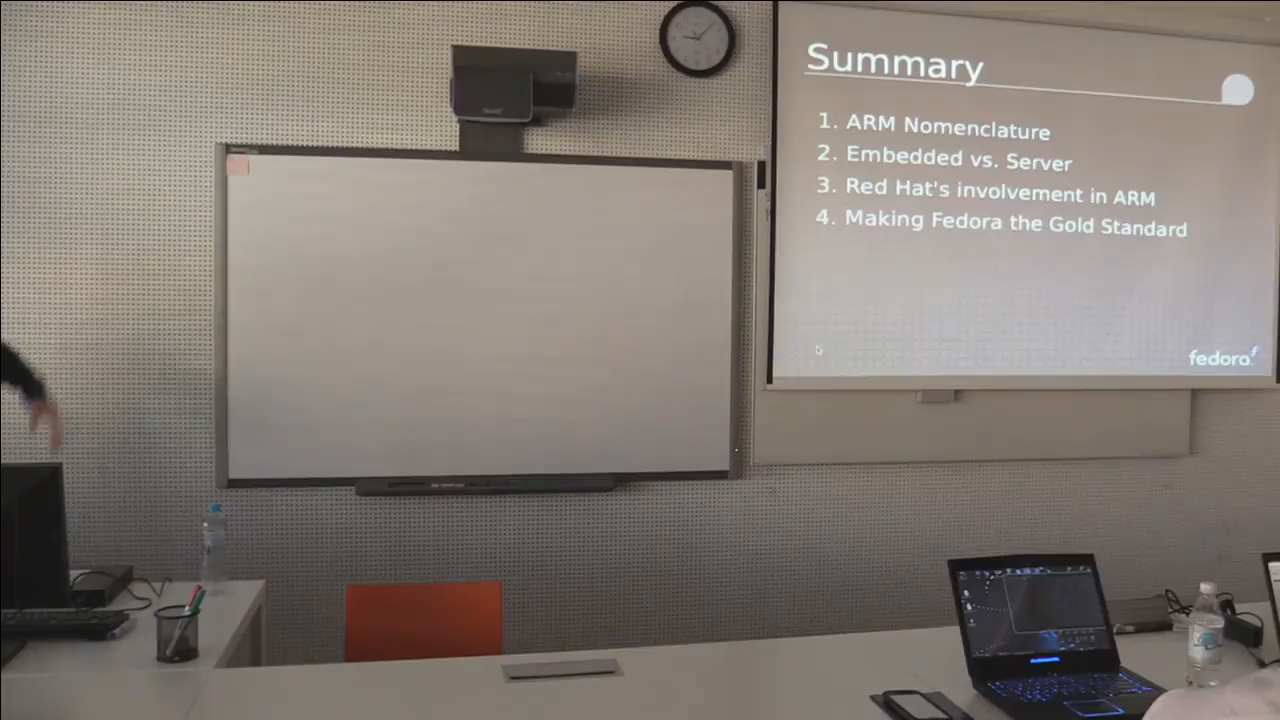 Summary
1. ARM Nomenclature
2. Embedded vs. Server
3. Red Hat's involvement in ARM
4. Making Fedora the Gold Standard
fedora